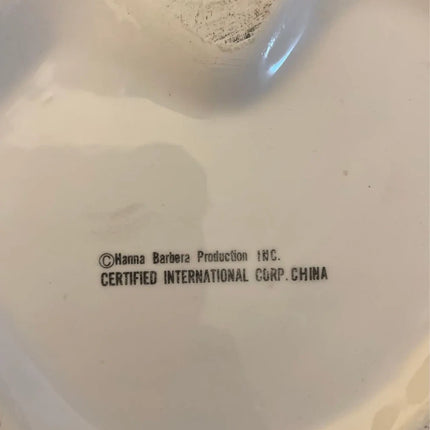 ©Hanna Barbera Production INC.
CERTIFIED INTERNATIONAL CORP. CHINA